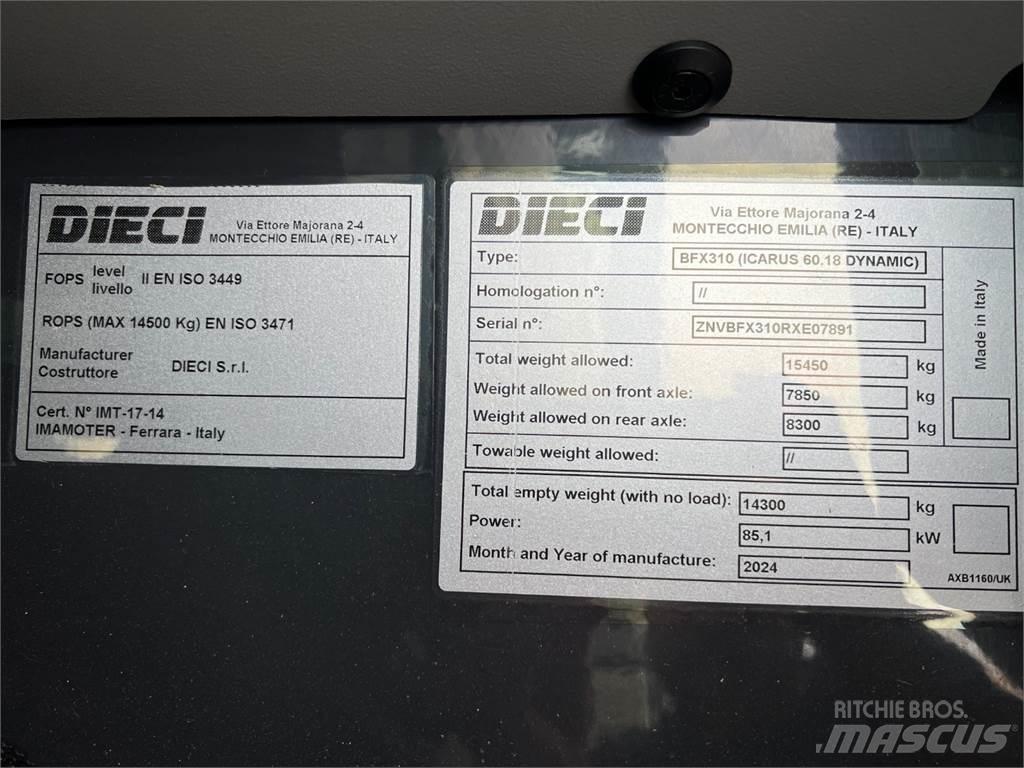 DIECI
Via Ettore Majorana 2-4
MONTECCHIO EMILIA (RE) - ITALY
FOPS level livello II EN ISO 3449
ROPS (MAX 14500 Kg) EN ISO 3471
Manufacturer
Costruttore
DIECI S.r.l.
Cert. N° IMT-17-14
IMAMOTER - Ferrara - Italy
DIECI
Via Ettore Majorana 2-4
MONTECCHIO EMILIA (RE) - ITALY
Type: BFX310 (ICARUS 60.18 DYNAMIC)
Homologation n°: //
Serial n°: ZNVBFX310RXE07891
Total weight allowed: 15450 kg
Weight allowed on front axle: 7850 kg
Weight allowed on rear axle: 8300 kg
Towable weight allowed: //
Made in Italy
Total empty weight (with no load): 14300 kg
Power: 85,1 kW
Month and Year of manufacture: 2024
AXB1160/UK
RITCHIE BROS.
MASCUS